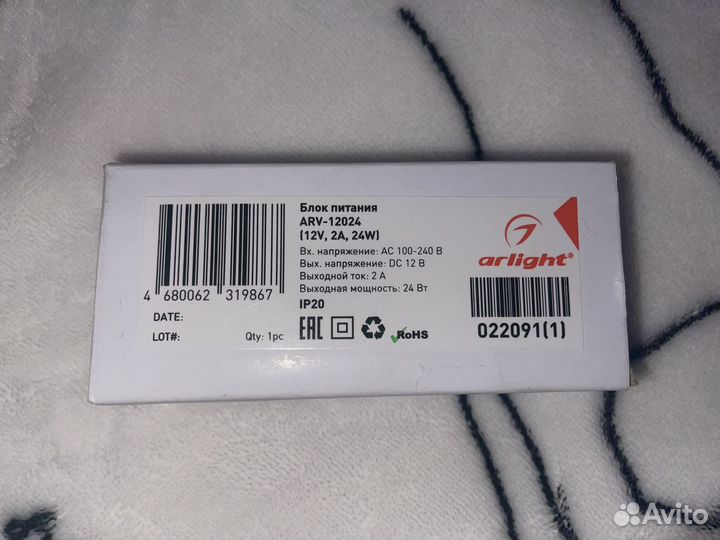 Блок питания
ARV-12024
(12V, 2A, 24W)
Вх. напряжение: AC 100-240 В
Вых. напряжение: DC 12 В
Выходной ток: 2 А
Выходная мощность: 24 Вт
IP20
4 680062 319867
DATE:
LOT#:
Qty: 1pc
EAC
RoHS
arlight®
022091(1)
Avito